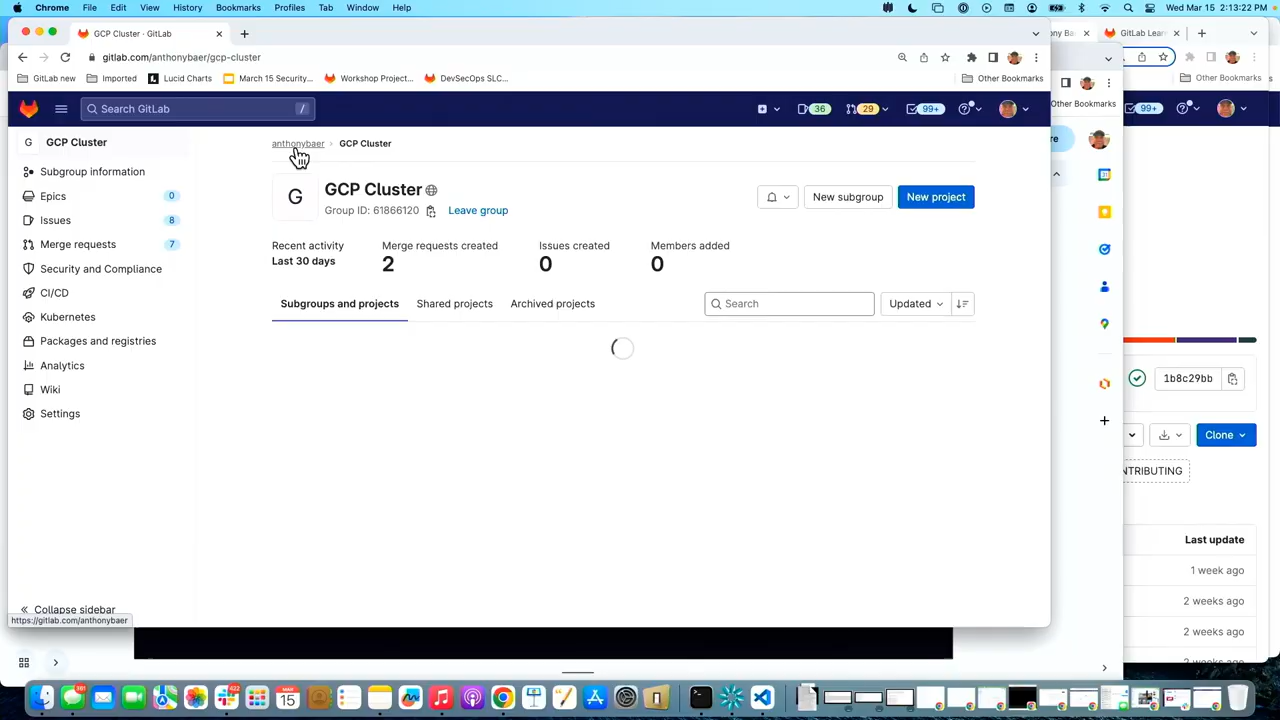 Chrome File Edit View History Bookmarks Profiles Tab Window Help Wed Mar 15 2:13:22 PM
GCP Cluster · GitLab
GitLab Lear
gitlab.com/anthonybaer/gcp-cluster
GitLab new Imported Lucid Charts March 15 Security... Workshop Project... DevSecOps SLC... Other Bookmarks
Other Bookmarks
Other Bookmarks
Search GitLab / 36 29 99+
99+
GCP Cluster
Subgroup information
Epics 0
Issues 8
Merge requests 7
Security and Compliance
CI/CD
Kubernetes
Packages and registries
Analytics
Wiki
Settings
Collapse sidebar
https://gitlab.com/anthonybaer
anthonybaer › GCP Cluster
G
GCP Cluster
Group ID: 61866120 Leave group
New subgroup New project
Recent activity
Last 30 days
Merge requests created
2
Issues created
0
Members added
0
Subgroups and projects Shared projects Archived projects Search Updated
1b8c29bb
Clone
Last update
1 week ago
2 weeks ago
2 weeks ago
2 weeks ago